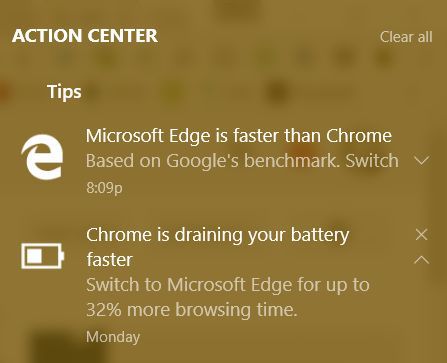 ACTION CENTER Clear all
Tips
Microsoft Edge is faster than Chrome
Based on Google's benchmark. Switch
8:09p
Chrome is draining your battery
faster
Switch to Microsoft Edge for up to
32% more browsing time.
Monday